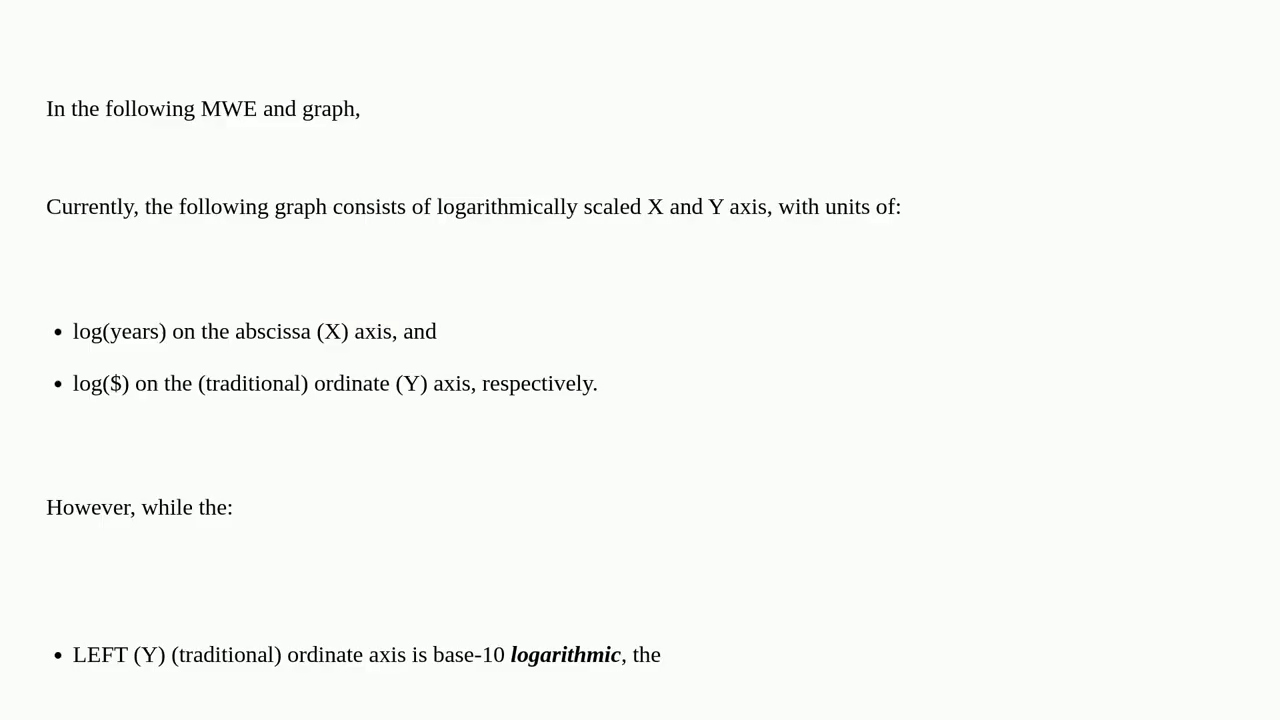 In the following MWE and graph,
Currently, the following graph consists of logarithmically scaled X and Y axis, with units of:
• log(years) on the abscissa (X) axis, and
• log($) on the (traditional) ordinate (Y) axis, respectively.
However, while the:
• LEFT (Y) (traditional) ordinate axis is base-10 logarithmic, the